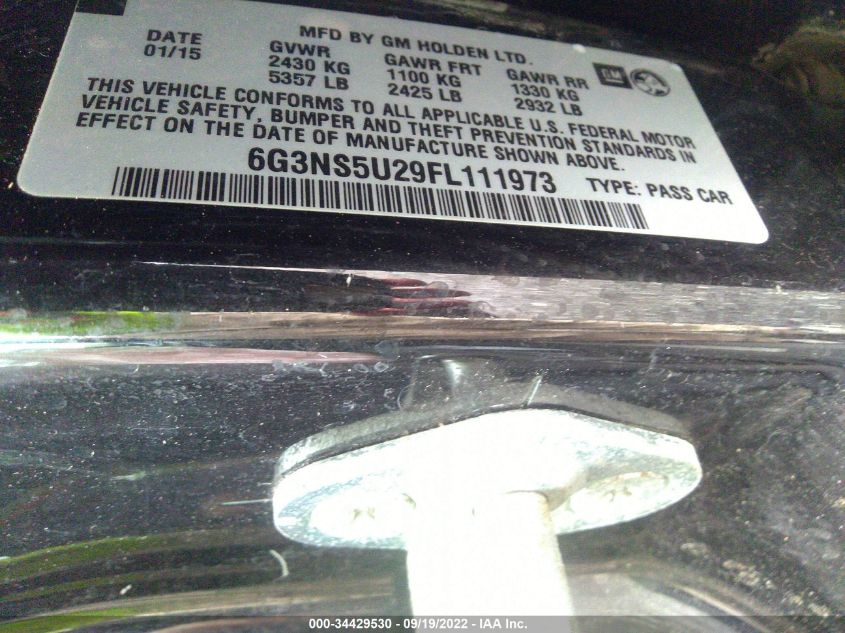 MFD BY GM HOLDEN LTD.
DATE GVWR GAWR FRT GAWR RR GM
01/15 2430 KG 1100 KG 1330 KG
5357 LB 2425 LB 2932 LB
THIS VEHICLE CONFORMS TO ALL APPLICABLE U.S. FEDERAL MOTOR
VEHICLE SAFETY, BUMPER AND THEFT PREVENTION STANDARDS IN
EFFECT ON THE DATE OF MANUFACTURE SHOWN ABOVE.
6G3NS5U29FL111973 TYPE: PASS CAR
000-34429530 - 09/19/2022 - IAA Inc.